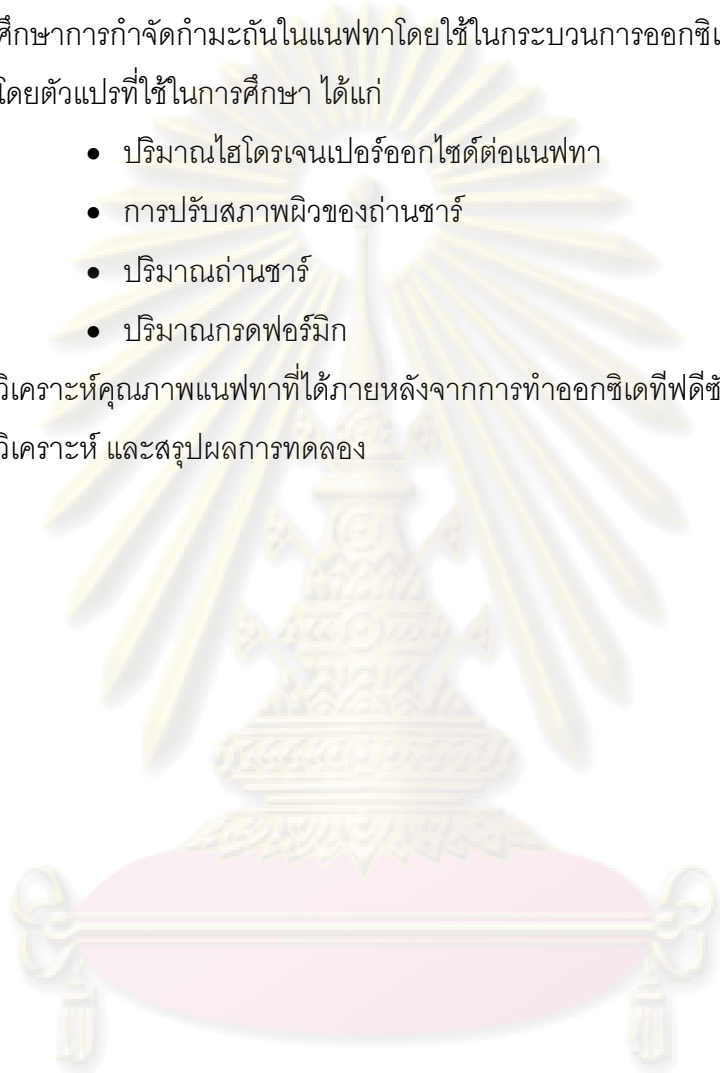 ศึกษาการกำจัดกำมะถันในแนฟทาโดยใช้ในกระบวนการออกซิเ
โดยตัวแปรที่ใช้ในการศึกษา ได้แก่
• ปริมาณไฮโดรเจนเปอร์ออกไซด์ต่อแนฟทา
• การปรับสภาพผิวของถ่านชาร์
• ปริมาณถ่านชาร์
• ปริมาณกรดฟอร์มิก
วิเคราะห์คุณภาพแนฟทาที่ได้ภายหลังจากการทำออกซิเดทีฟดีซั
วิเคราะห์ และสรุปผลการทดลอง